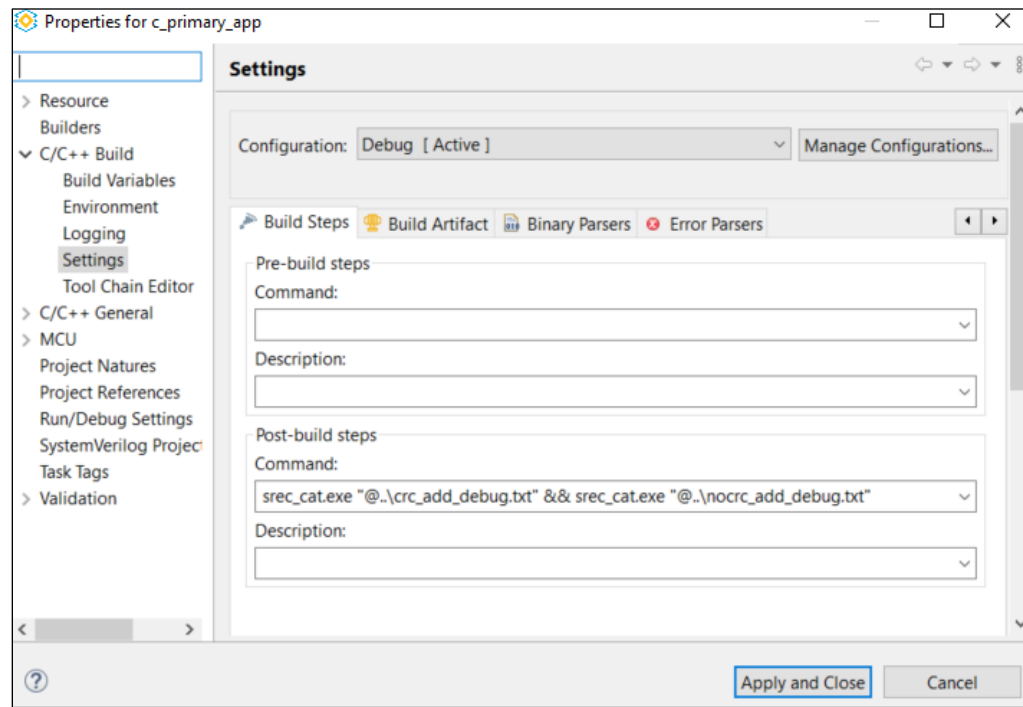 Properties for c_primary_app
Settings
Resource
Builders
C/C++ Build
Build Variables
Environment
Logging
Settings
Tool Chain Editor
C/C++ General
MCU
Project Natures
Project References
Run/Debug Settings
SystemVerilog Projec
Task Tags
Validation
Configuration: Debug [ Active ] Manage Configurations...
Build Steps Build Artifact Binary Parsers Error Parsers
Pre-build steps
Command:
Description:
Post-build steps
Command:
srec_cat.exe "@..\crc_add_debug.txt" && srec_cat.exe "@..\nocrc_add_debug.txt"
Description:
Apply and Close Cancel